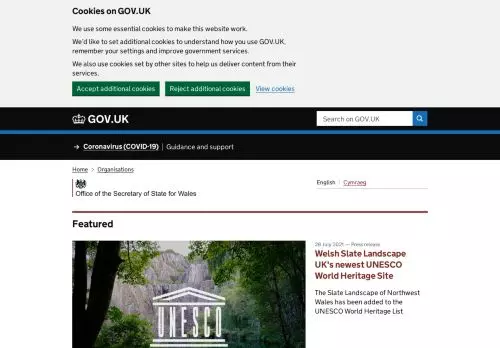 Cookies on GOV.UK
We use some essential cookies to make this website work.
We'd like to set additional cookies to understand how you use GOV.UK,
remember your settings and improve government services.
We also use cookies set by other sites to help us deliver content from their
services.
Accept additional cookies Reject additional cookies View cookies
GOV.UK Search on GOV.UK
→ Coronavirus (COVID-19) | Guidance and support
Home > Organisations
English Cymraeg
Office of the Secretary of State for Wales
Featured
28 July 2021 — Press release
Welsh Slate Landscape
UK's newest UNESCO
World Heritage Site
The Slate Landscape of Northwest
Wales has been added to the
UNESCO World Heritage List
UNESCO